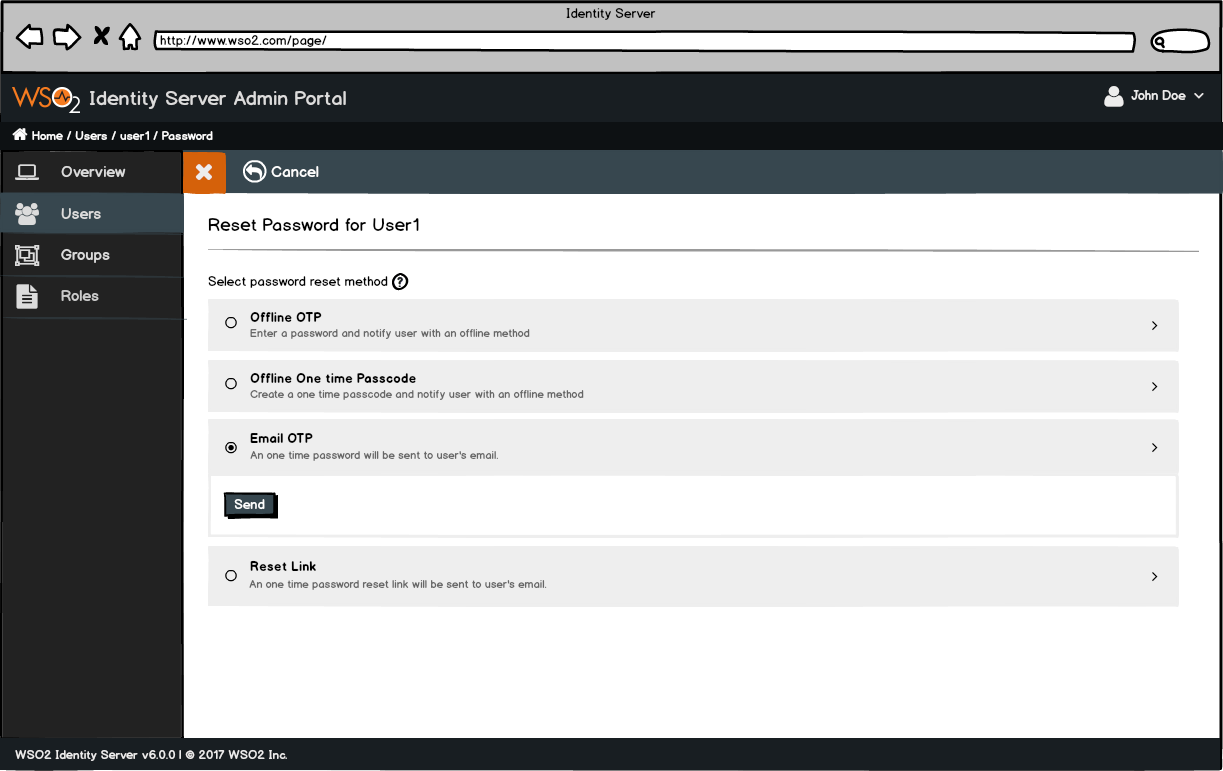 Identity Server
http://www.wso2.com/page/
WSO2 Identity Server Admin Portal
John Doe
Home / Users / user1 / Password
Overview
Cancel
Users
Groups
Roles
Reset Password for User1
Select password reset method ?
Offline OTP
Enter a password and notify user with an offline method
Offline One time Passcode
Create a one time passcode and notify user with an offline method
Email OTP
An one time password will be sent to user's email.
Send
Reset Link
An one time password reset link will be sent to user's email.
WSO2 Identity Server v6.0.0 | © 2017 WSO2 Inc.